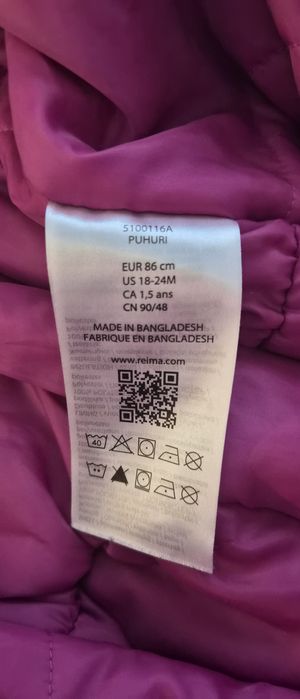 5100116A
PUHURI
EUR 86 cm
US 18-24M
CA 1,5 ans
CN 90/48
MADE IN BANGLADESH
FABRIQUE EN BANGLADESH
www.reima.com
40